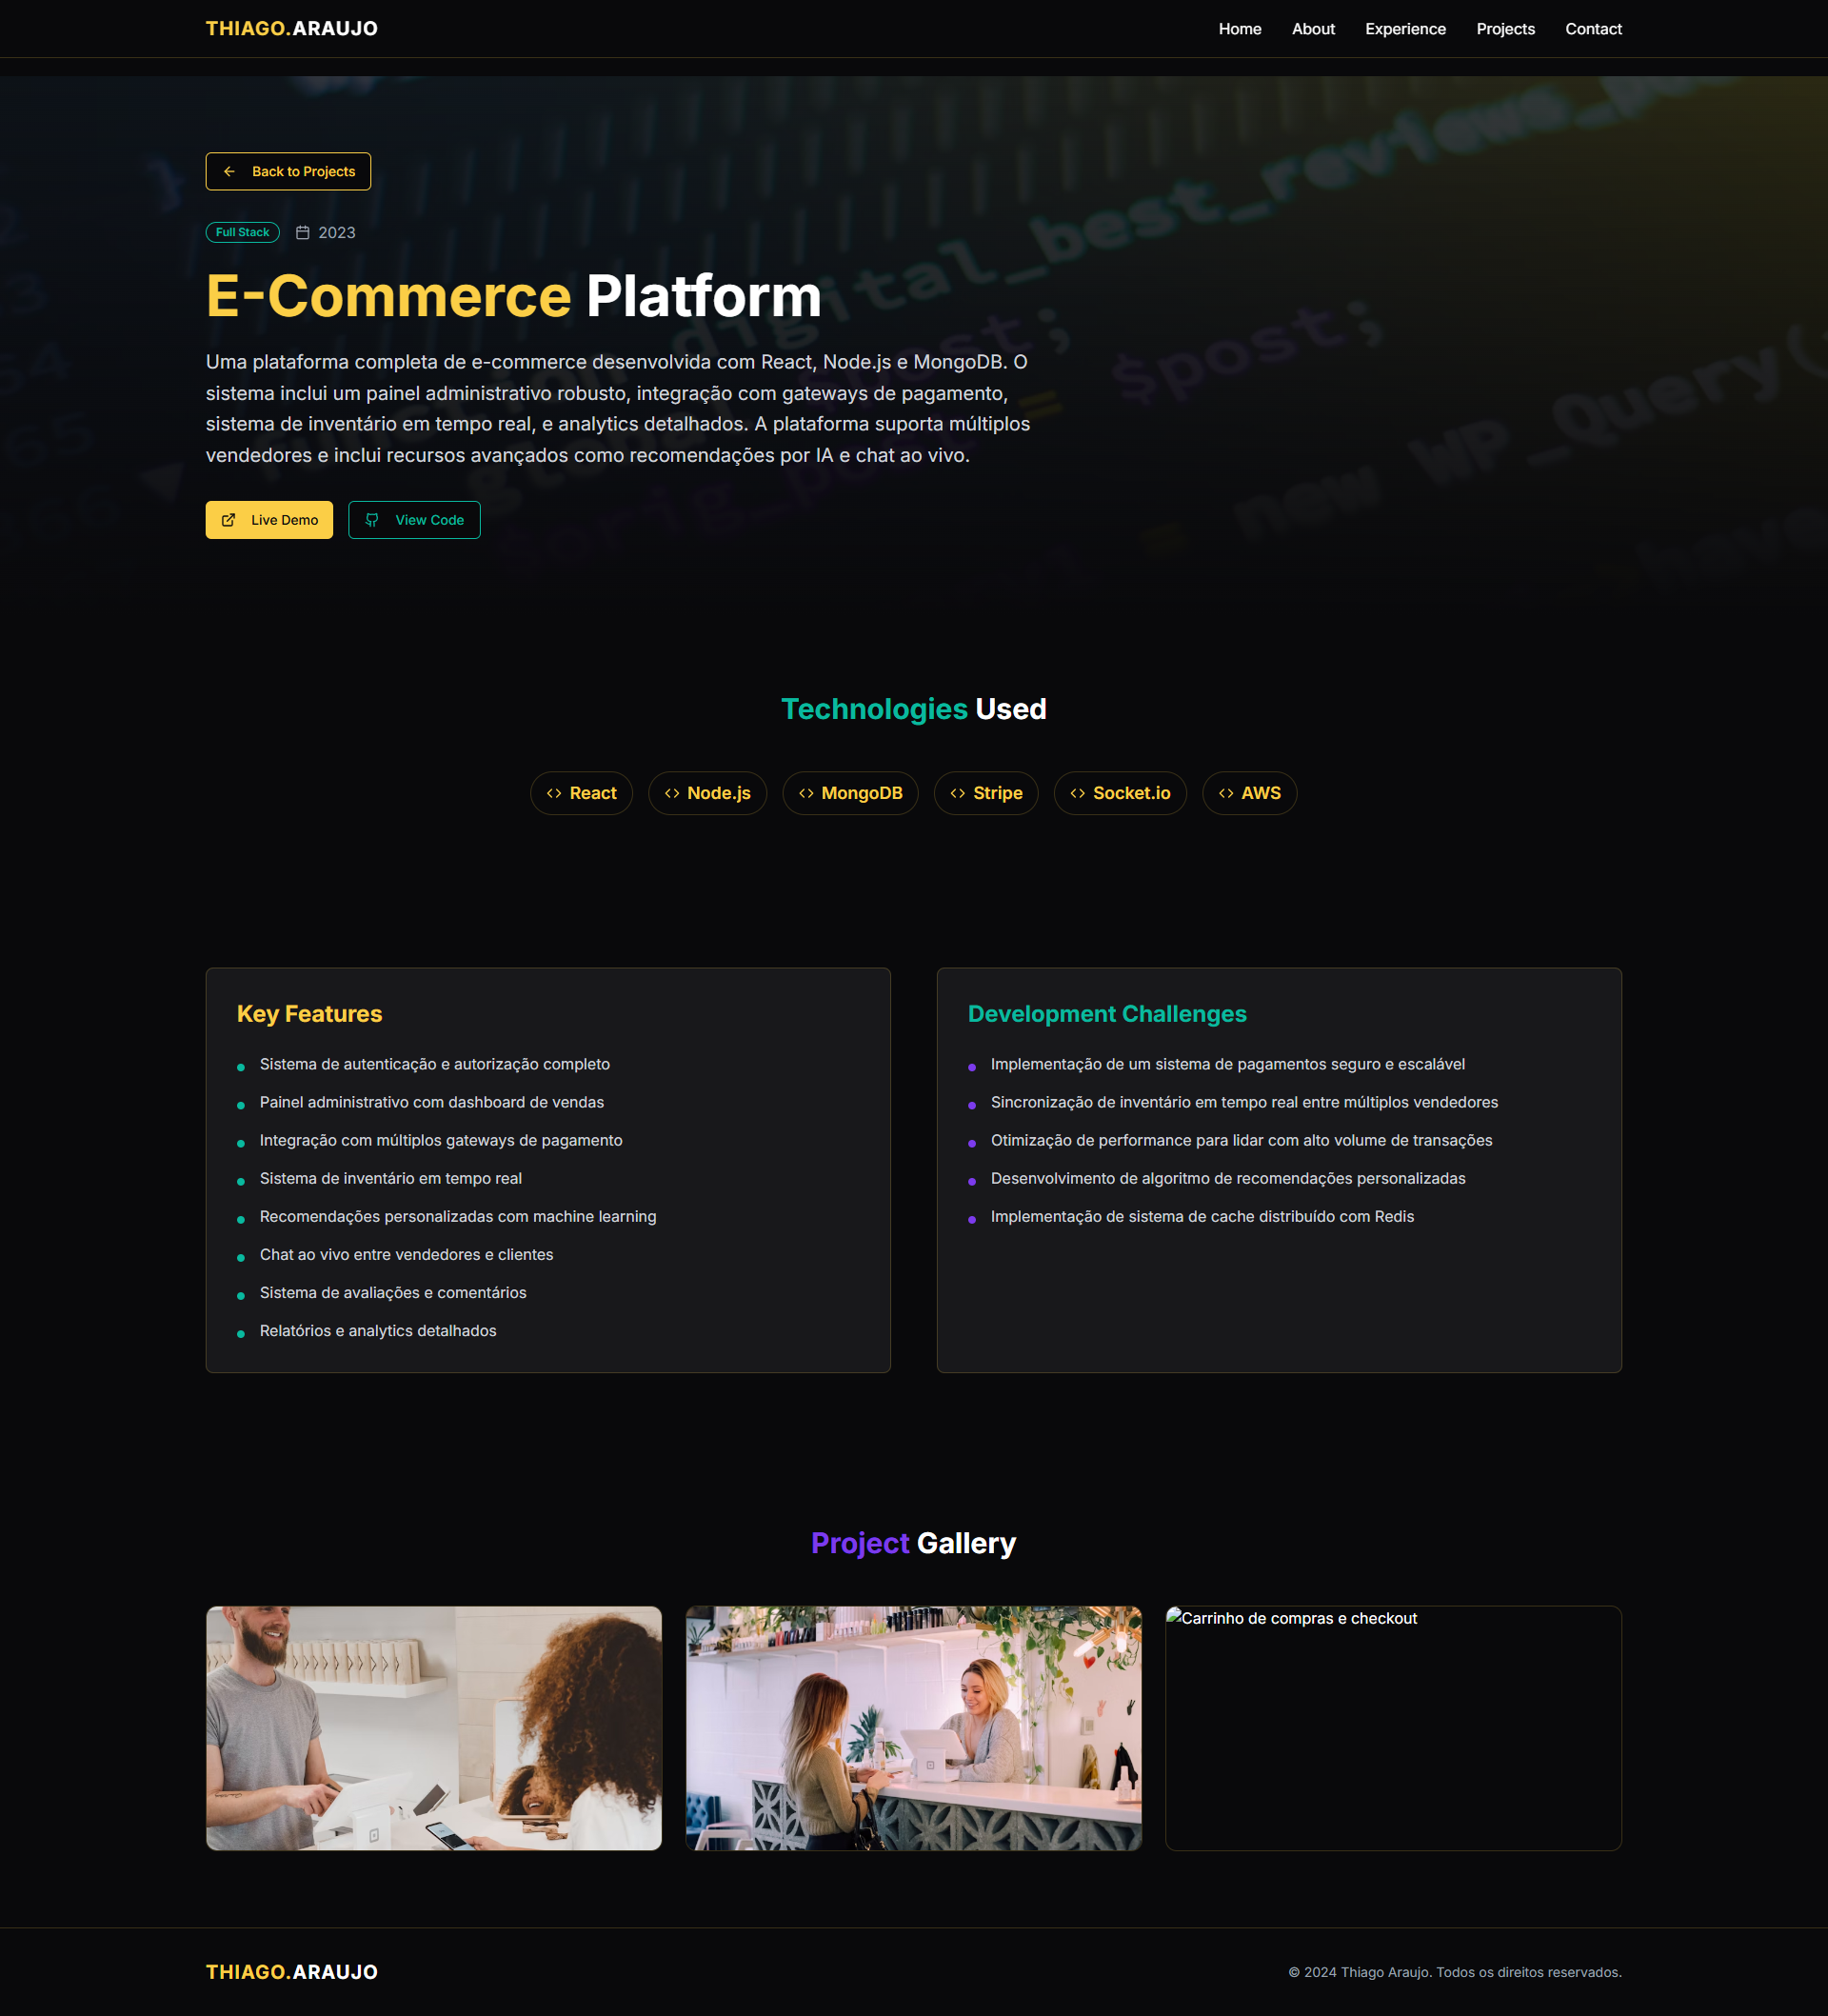 THIAGO.ARAUJO
Home
About
Experience
Projects
Contact
Back to Projects
Full Stack
2023
E-Commerce Platform
Uma plataforma completa de e-commerce desenvolvida com React, Node.js e MongoDB. O
sistema inclui um painel administrativo robusto, integração com gateways de pagamento,
sistema de inventário em tempo real, e analytics detalhados. A plataforma suporta múltiplos
vendedores e inclui recursos avançados como recomendações por IA e chat ao vivo.
Live Demo
View Code
digital_best_reviews_
function
global $post;
$orig_post = $post;
= new WP_Query(
Technologies Used
React
Node.js
MongoDB
Stripe
Socket.io
AWS
Key Features
Sistema de autenticação e autorização completo
Painel administrativo com dashboard de vendas
Integração com múltiplos gateways de pagamento
Sistema de inventário em tempo real
Recomendações personalizadas com machine learning
Chat ao vivo entre vendedores e clientes
Sistema de avaliações e comentários
Relatórios e analytics detalhados
Development Challenges
Implementação de um sistema de pagamentos seguro e escalável
Sincronização de inventário em tempo real entre múltiplos vendedores
Otimização de performance para lidar com alto volume de transações
Desenvolvimento de algoritmo de recomendações personalizadas
Implementação de sistema de cache distribuído com Redis
Project Gallery
Carrinho de compras e checkout
THIAGO.ARAUJO
© 2024 Thiago Araujo. Todos os direitos reservados.